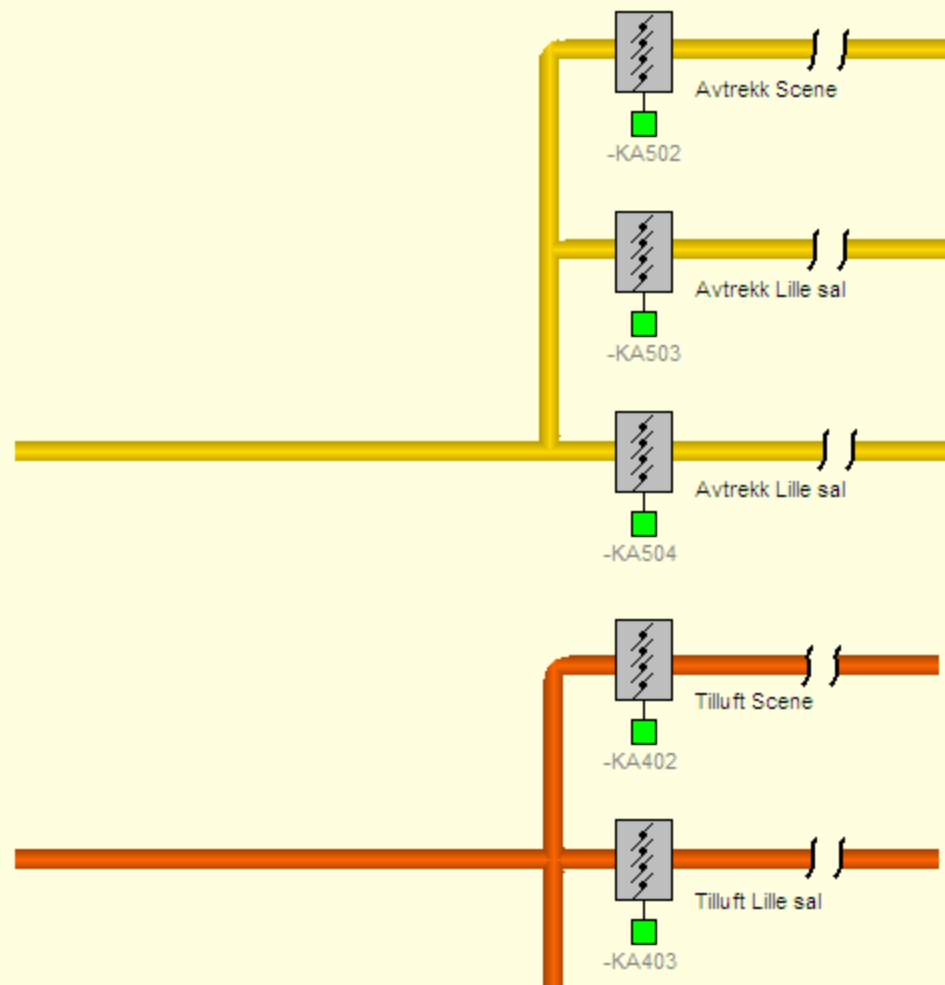 Avtrekk Scene
-KA502
Avtrekk Lille sal
-KA503
Avtrekk Lille sal
-KA504
Tilluft Scene
-KA402
Tilluft Lille sal
-KA403